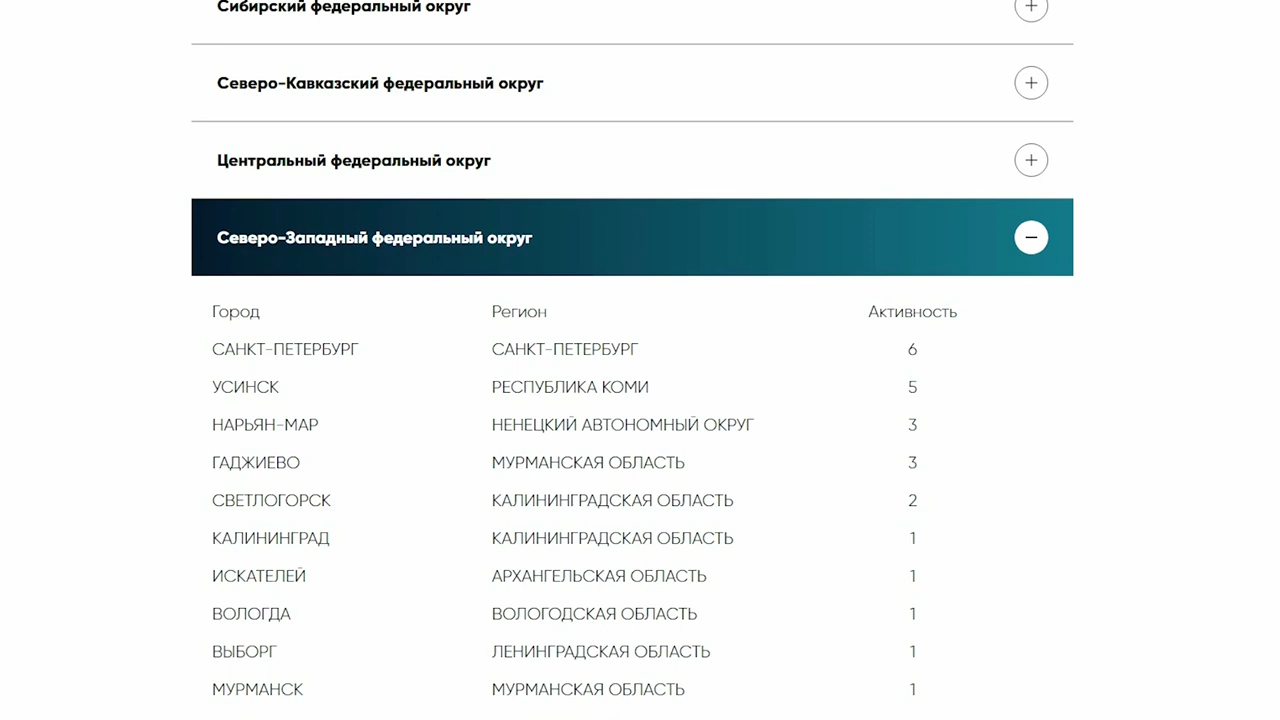 Сибирский федеральный округ
Северо-Кавказский федеральный округ
Центральный федеральный округ
Северо-Западный федеральный округ
Город Регион Активность
САНКТ-ПЕТЕРБУРГ САНКТ-ПЕТЕРБУРГ 6
УСИНСК РЕСПУБЛИКА КОМИ 5
НАРЬЯН-МАР НЕНЕЦКИЙ АВТОНОМНЫЙ ОКРУГ 3
ГАДЖИЕВО МУРМАНСКАЯ ОБЛАСТЬ 3
СВЕТЛОГОРСК КАЛИНИНГРАДСКАЯ ОБЛАСТЬ 2
КАЛИНИНГРАД КАЛИНИНГРАДСКАЯ ОБЛАСТЬ 1
ИСКАТЕЛЕЙ АРХАНГЕЛЬСКАЯ ОБЛАСТЬ 1
ВОЛОГДА ВОЛОГОДСКАЯ ОБЛАСТЬ 1
ВЫБОРГ ЛЕНИНГРАДСКАЯ ОБЛАСТЬ 1
МУРМАНСК МУРМАНСКАЯ ОБЛАСТЬ 1